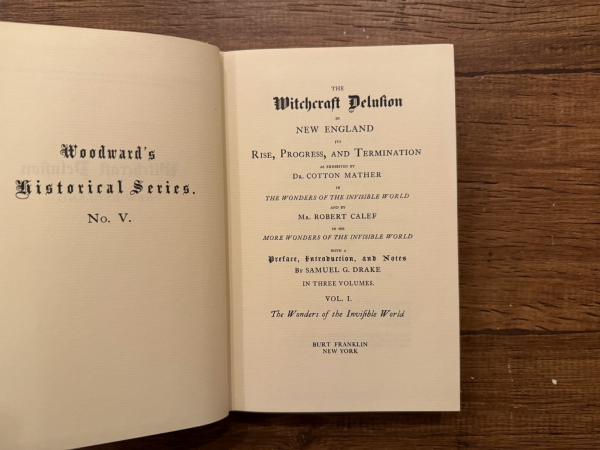 Woodward's
Historical Series.
No. V.
THE
Witchcraft Deluſion
IN
NEW ENGLAND
ITS
RISE, PROGRESS, AND TERMINATION
AS EXHIBITED BY
DR. COTTON MATHER
IN
THE WONDERS OF THE INVISIBLE WORLD
AND BY
MR. ROBERT CALEF
IN HIS
MORE WONDERS OF THE INVISIBLE WORLD
WITH A
Preface, Introduction, and Notes
BY SAMUEL G. DRAKE
IN THREE VOLUMES.
VOL. I.
The Wonders of the Inviſible World
BURT FRANKLIN
NEW YORK